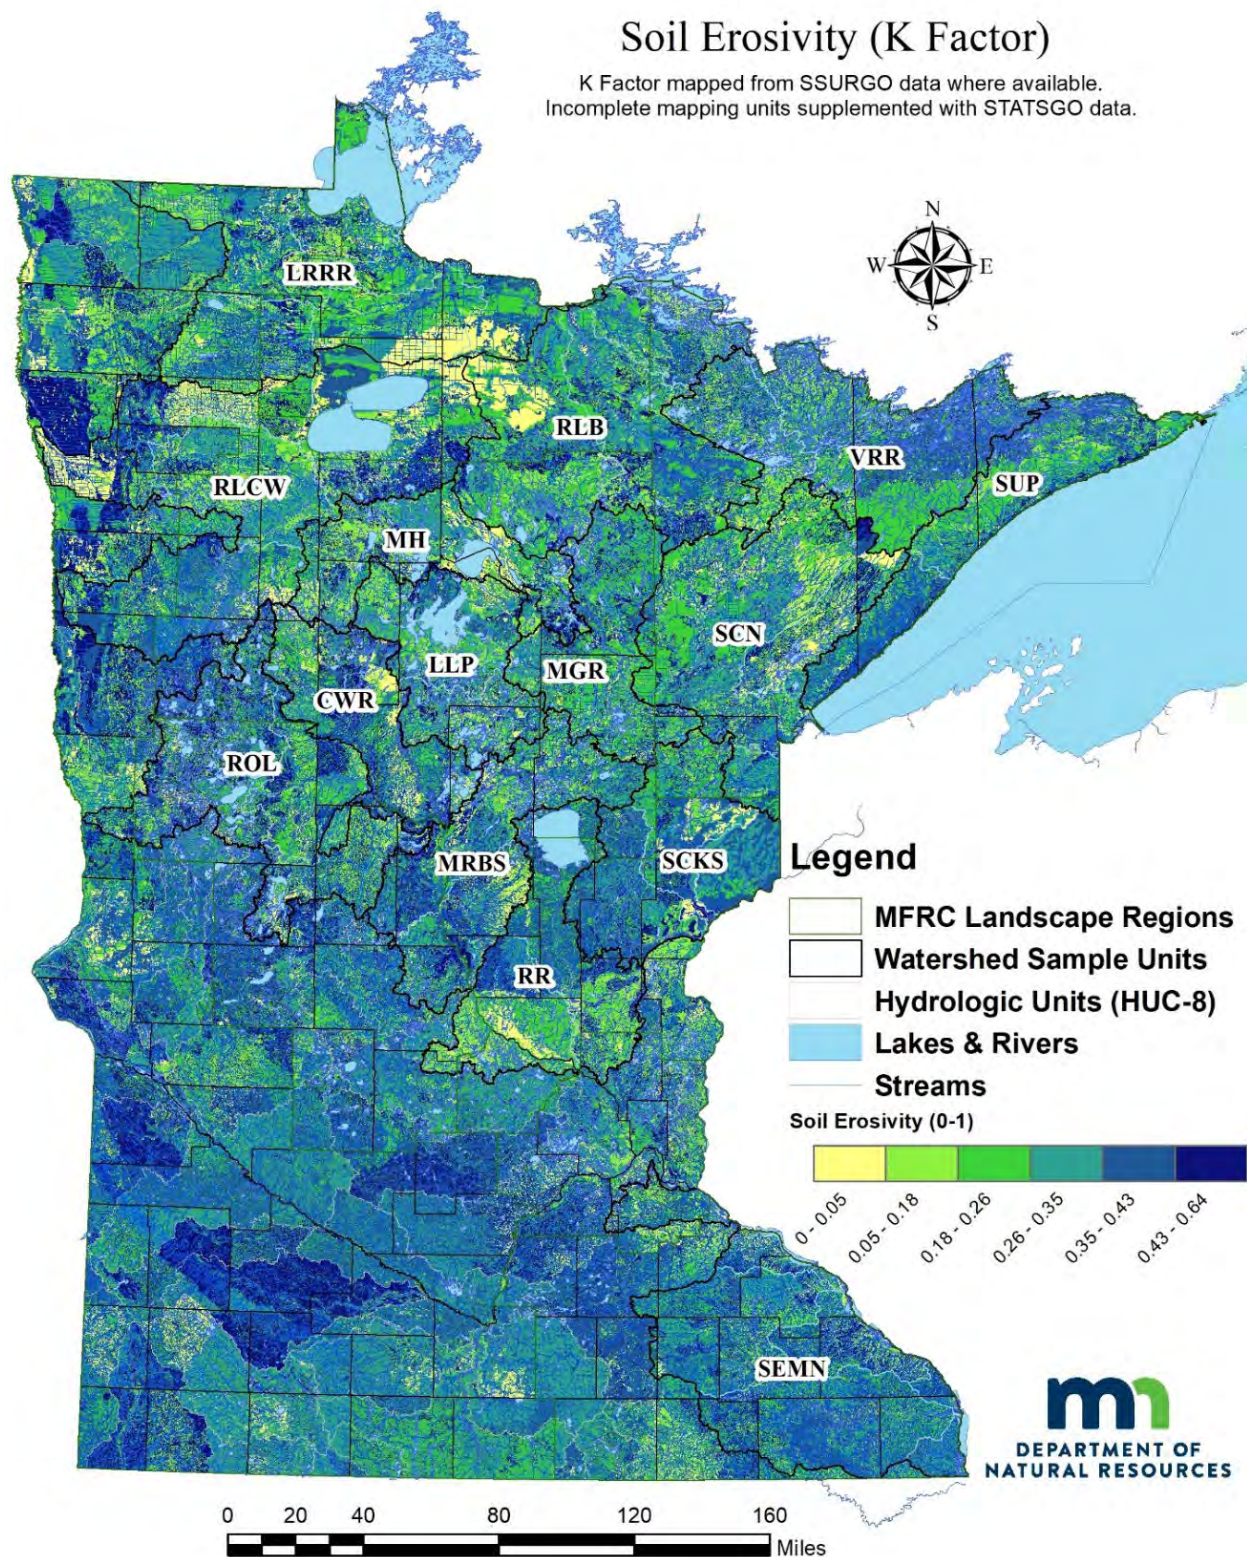 Soil Erosivity (K Factor)
K Factor mapped from SSURGO data where available.
Incomplete mapping units supplemented with STATSGO data.
N
W E
S
LRRR
RLB
VRR
SUP
RLCW
MH
SCN
LLP
MGR
CWR
ROL
MRBS
SCKS
RR
SEMN
Legend
MFRC Landscape Regions
Watershed Sample Units
Hydrologic Units (HUC-8)
Lakes & Rivers
Streams
Soil Erosivity (0-1)
0 - 0.05
0.05 - 0.18
0.18 - 0.26
0.26 - 0.35
0.35 - 0.43
0.43 - 0.64
mn
DEPARTMENT OF
NATURAL RESOURCES
0 20 40 80 120 160
Miles